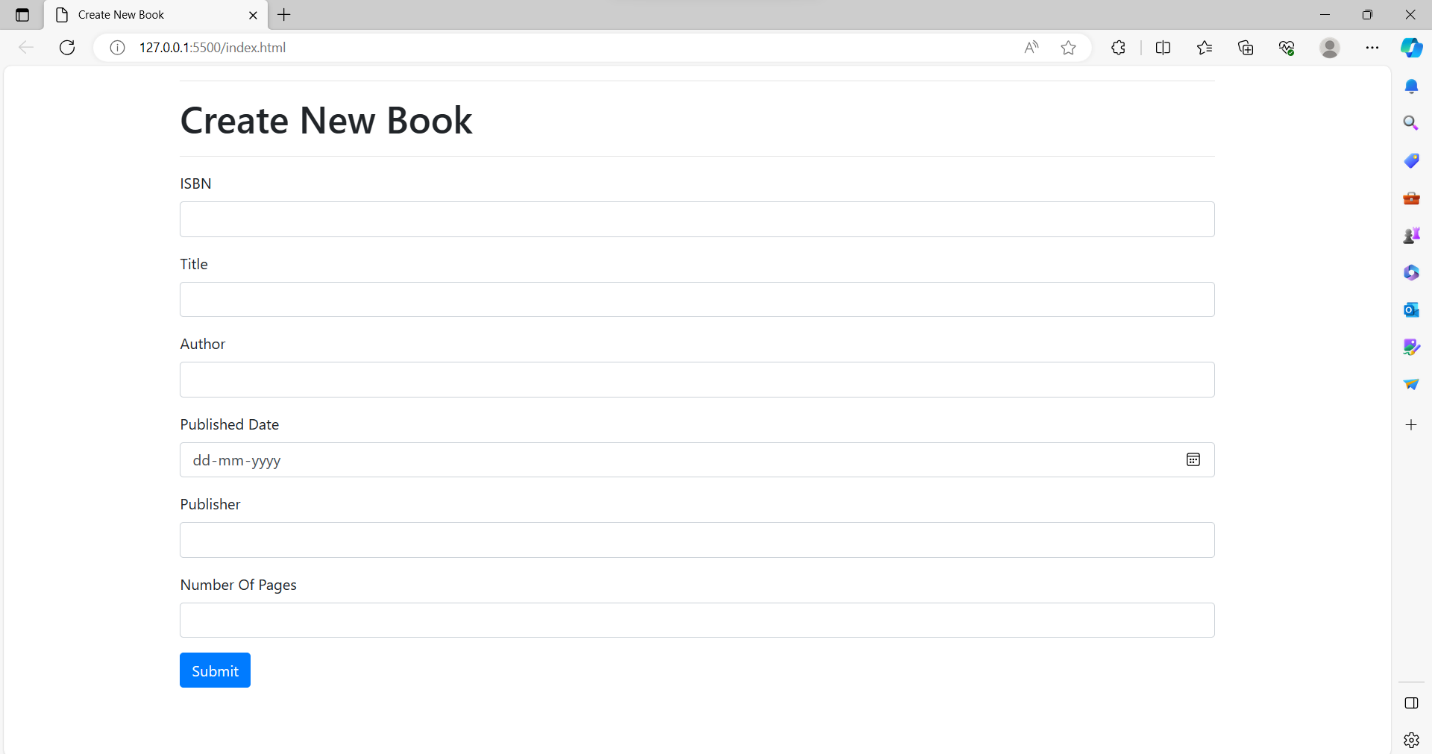 Create New Book
127.0.0.1:5500/index.html
Create New Book
ISBN
Title
Author
Published Date
dd-mm-yyyy
Publisher
Number Of Pages
Submit